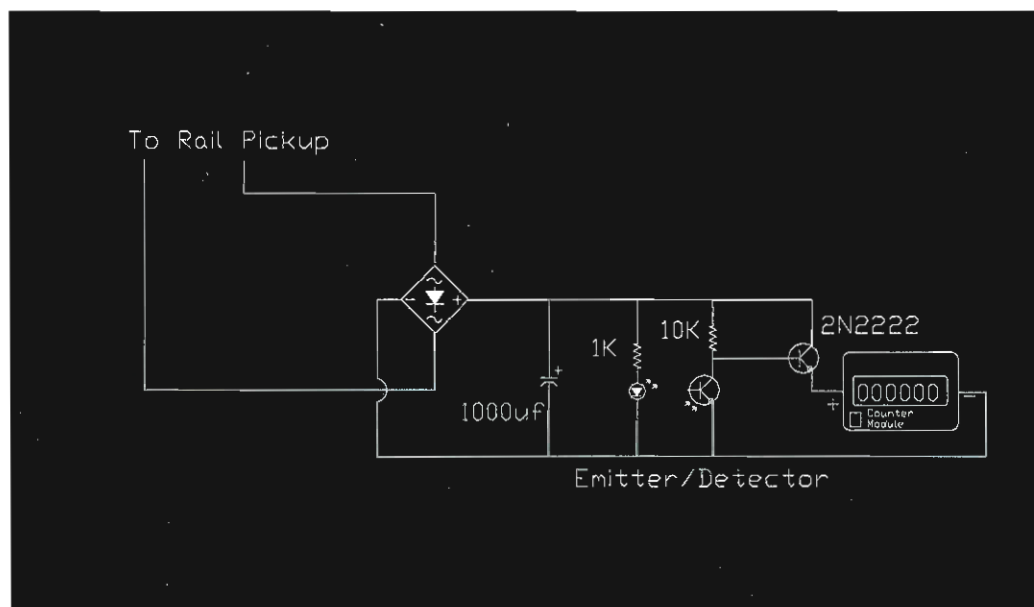 To Rail Pickup
~
- +
~
1K
10K
2N2222
+
1000uf
000000
+
-
Counter
Module
Emitter/Detector